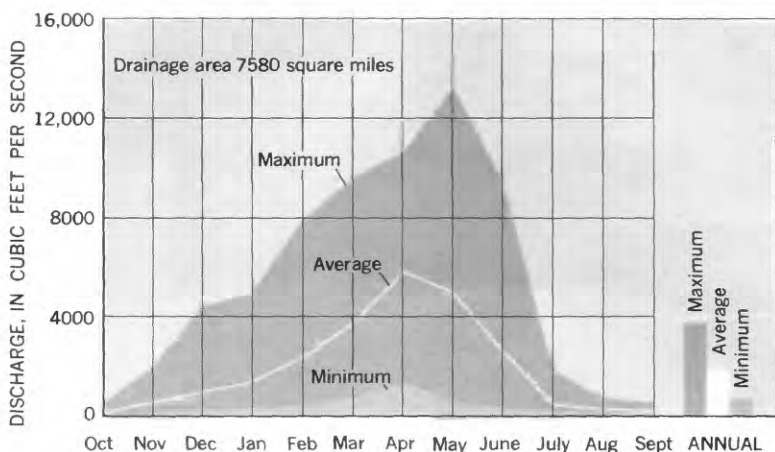 DISCHARGE, IN CUBIC FEET PER SECOND
16,000
12,000
8000
4000
0
Drainage area 7580 square miles
Maximum
Average
Minimum
Maximum
Average
Minimum
Oct Nov Dec Jan Feb Mar Apr May June July Aug Sept ANNUAL